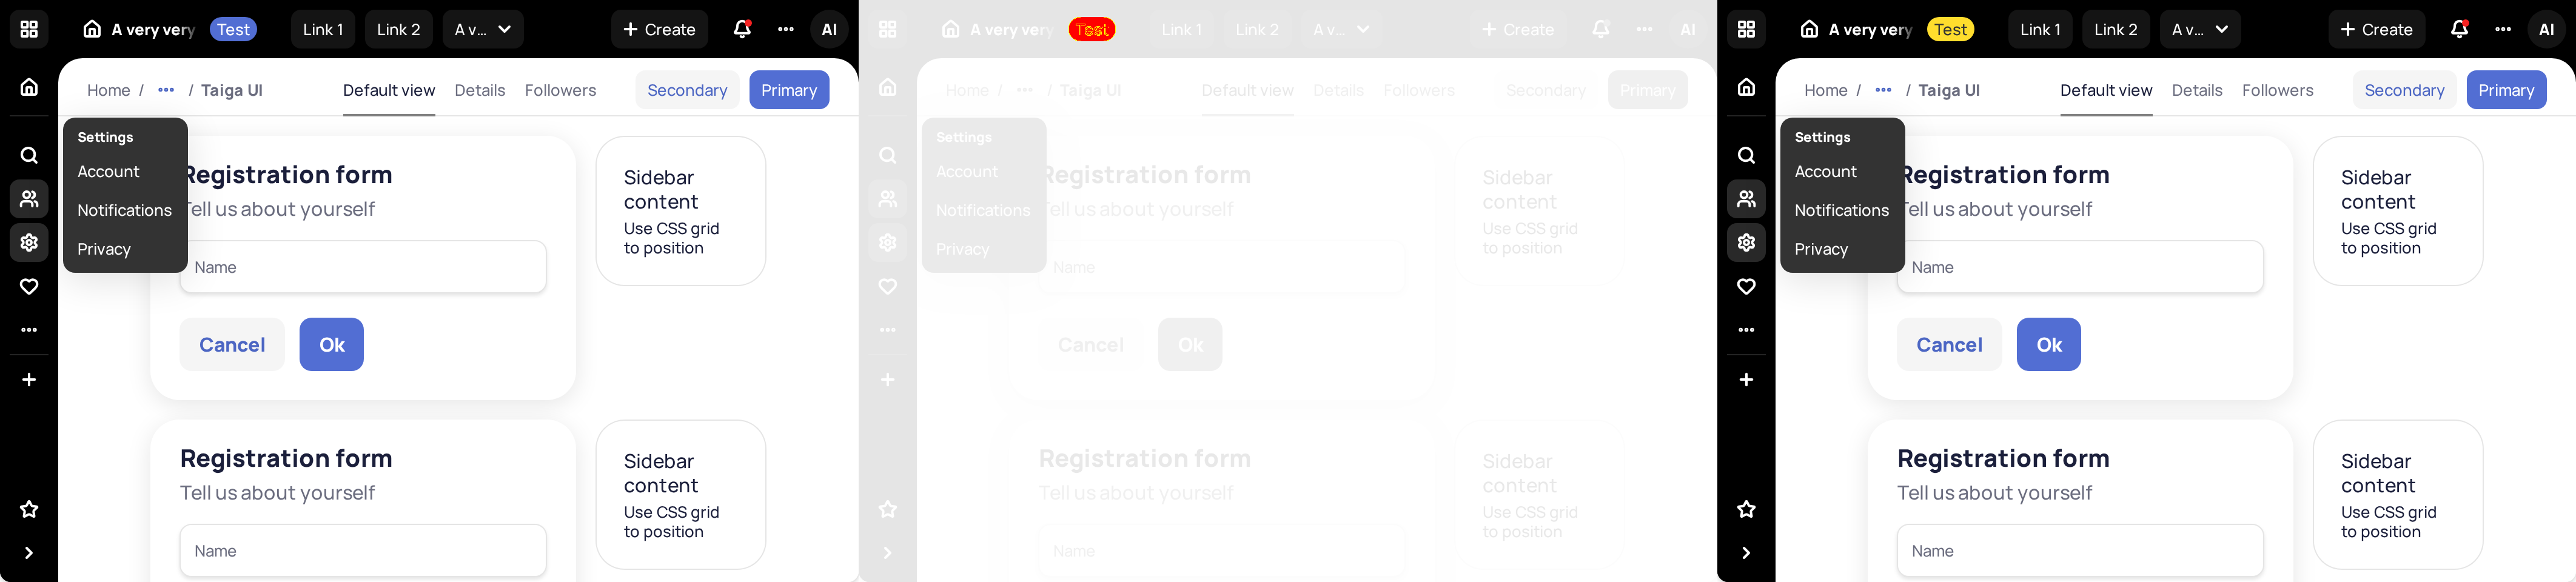 A very very Test Link 1 Link 2 A v... Create AI
Home / ... / Taiga UI Default view Details Followers Secondary Primary
Settings
Account
Notifications
Privacy
Registration form
Tell us about yourself
Name
Cancel Ok
Sidebar
content
Use CSS grid
to position
Registration form
Tell us about yourself
Name
Sidebar
content
Use CSS grid
to position
A very very Test Link 1 Link 2 A v... Create AI
Home / ... / Taiga UI Default view Details Followers Secondary Primary
Settings
Account
Notifications
Privacy
Registration form
Tell us about yourself
Name
Cancel Ok
Sidebar
content
Use CSS grid
to position
Registration form
Tell us about yourself
Name
Sidebar
content
Use CSS grid
to position
A very very Test Link 1 Link 2 A v... Create AI
Home / ... / Taiga UI Default view Details Followers Secondary Primary
Settings
Account
Notifications
Privacy
Registration form
Tell us about yourself
Name
Cancel Ok
Sidebar
content
Use CSS grid
to position
Registration form
Tell us about yourself
Name
Sidebar
content
Use CSS grid
to position